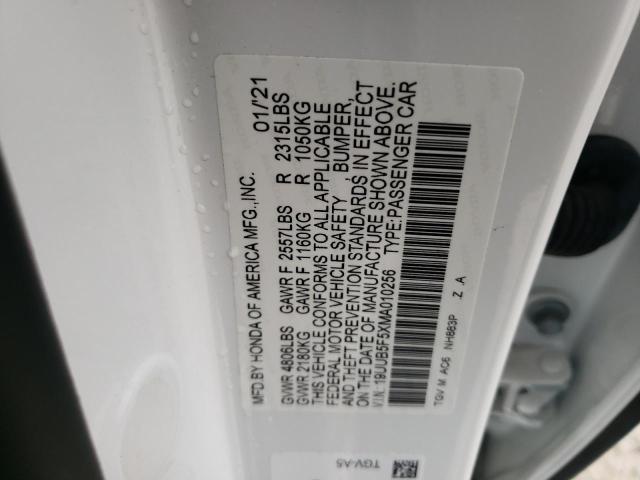 MFD.BY HONDA OF AMERICA MFG.,INC. 01/'21
GVWR 4806LBS GAWR F 2557LBS R 2315LBS
GVWR 2180KG GAWR F 1160KG R 1050KG
THIS VEHICLE CONFORMS TO ALL APPLICABLE
FEDERAL MOTOR VEHICLE SAFETY, BUMPER,
AND THEFT PREVENTION STANDARDS IN EFFECT
ON THE DATE OF MANUFACTURE SHOWN ABOVE.
V.I.N.:19UUB5F5XMA010256 TYPE:PASSENGER CAR
TGV M AC6 NH883P Z A
TGV-A5